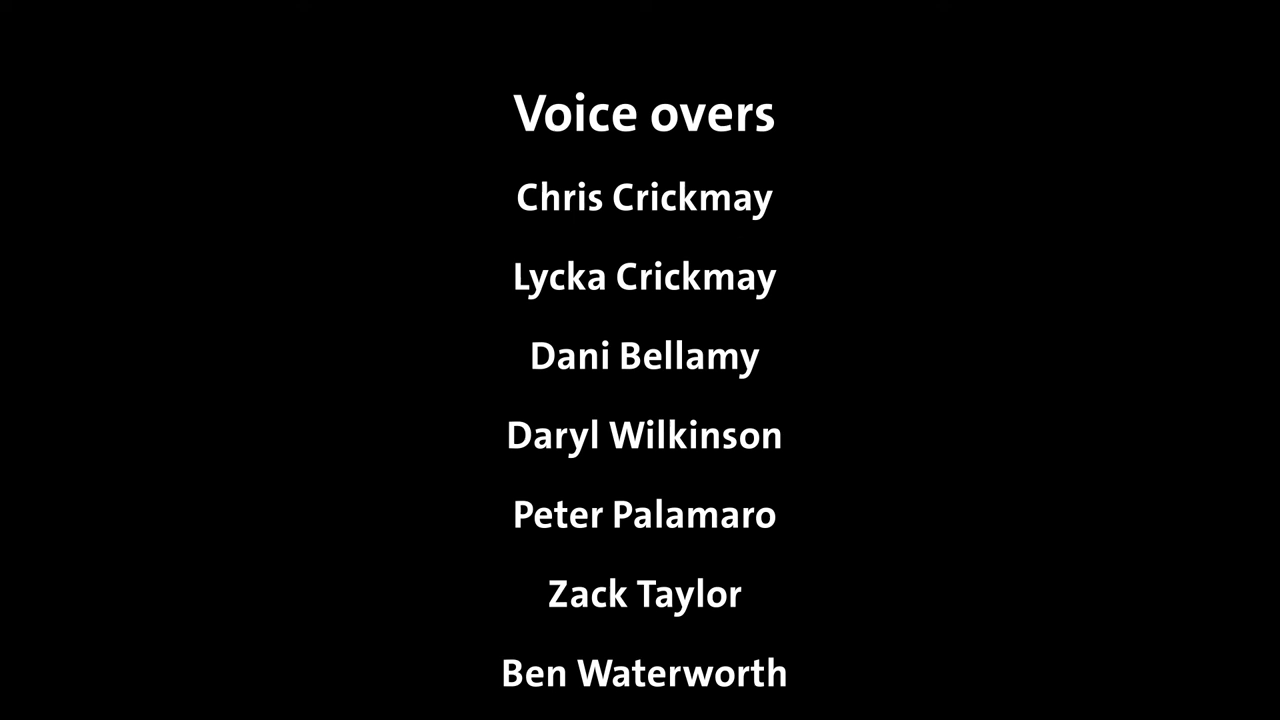 Voice overs
Chris Crickmay
Lycka Crickmay
Dani Bellamy
Daryl Wilkinson
Peter Palamaro
Zack Taylor
Ben Waterworth